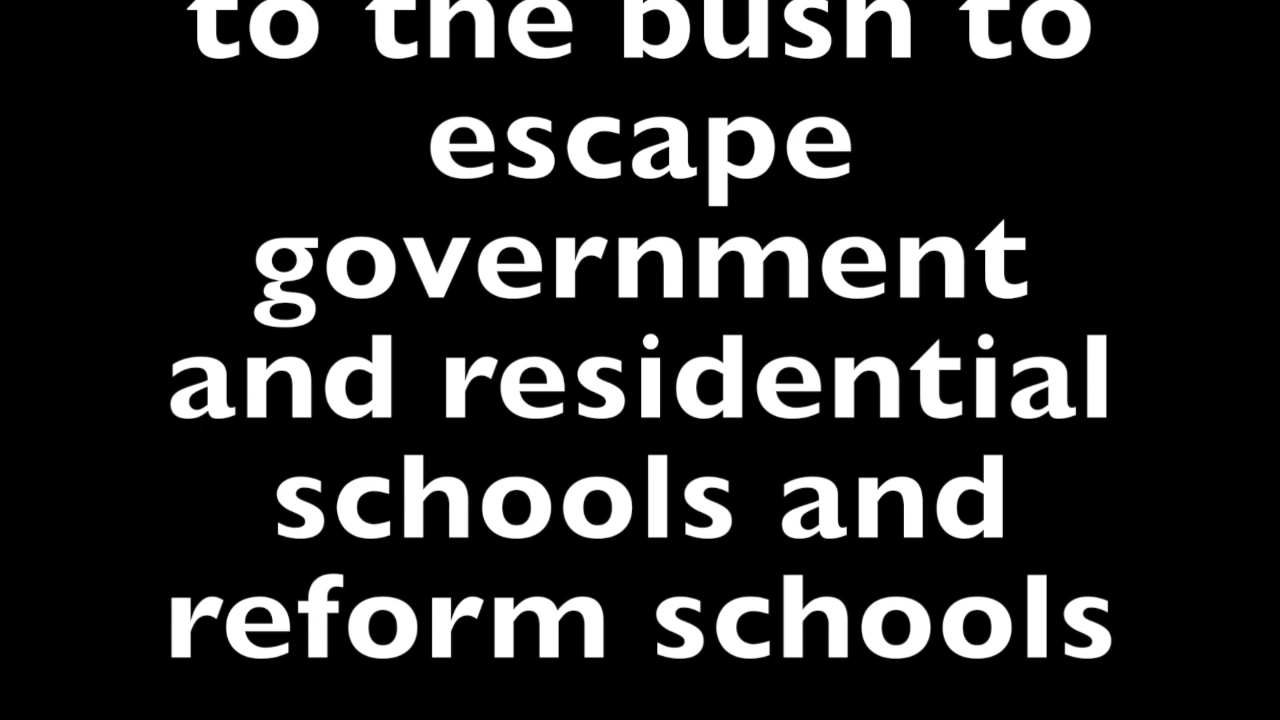 to the bush to
escape
government
and residential
schools and
reform schools